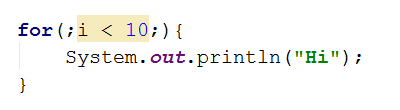 for(;i < 10;){
    System.out.println("Hi");
}